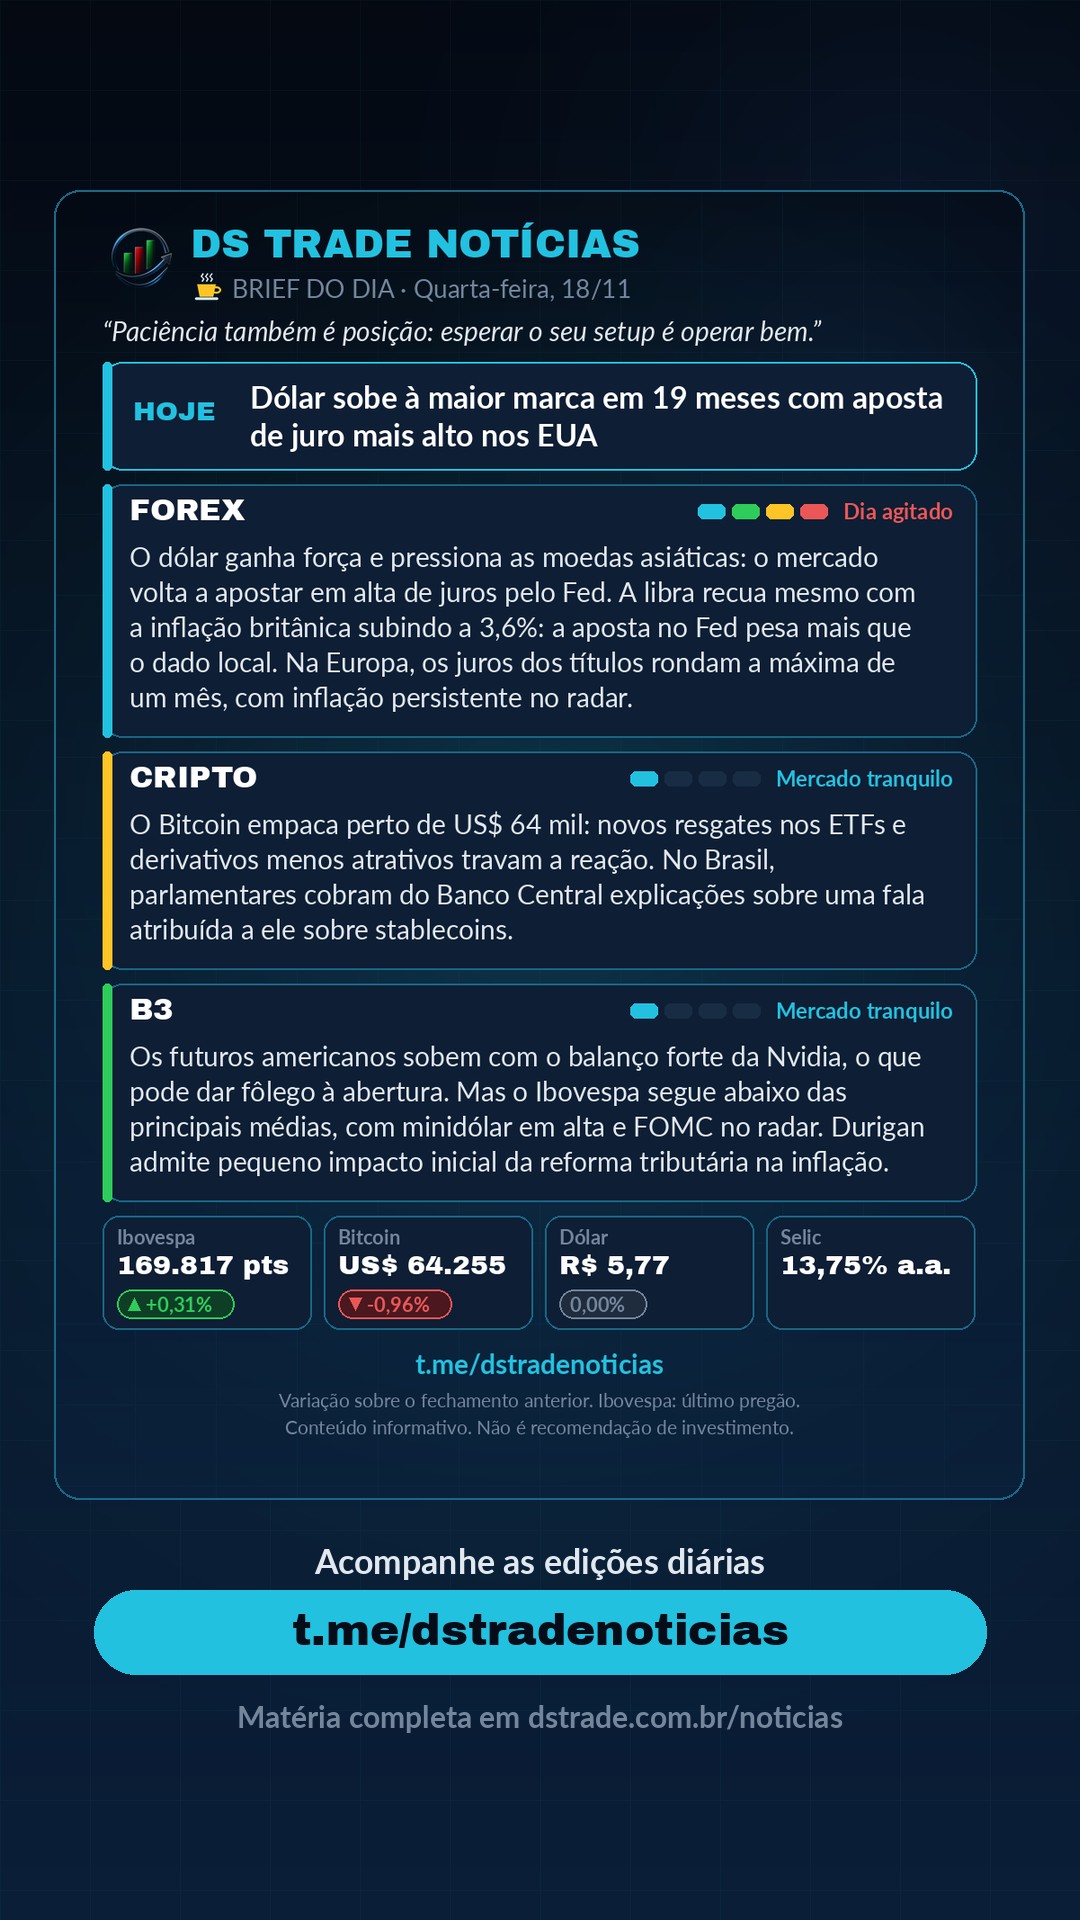 DS TRADE NOTÍCIAS
BRIEF DO DIA · Quarta-feira, 18/11
“Paciência também é posição: esperar o seu setup é operar bem.”
HOJE
Dólar sobe à maior marca em 19 meses com aposta
de juro mais alto nos EUA
FOREX
Dia agitado
O dólar ganha força e pressiona as moedas asiáticas: o mercado
volta a apostar em alta de juros pelo Fed. A libra recua mesmo com
a inflação britânica subindo a 3,6%: a aposta no Fed pesa mais que
o dado local. Na Europa, os juros dos títulos rondam a máxima de
um mês, com inflação persistente no radar.
CRIPTO
Mercado tranquilo
O Bitcoin empaca perto de US$ 64 mil: novos resgates nos ETFs e
derivativos menos atrativos travam a reação. No Brasil,
parlamentares cobram do Banco Central explicações sobre uma fala
atribuída a ele sobre stablecoins.
B3
Mercado tranquilo
Os futuros americanos sobem com o balanço forte da Nvidia, o que
pode dar fôlego à abertura. Mas o Ibovespa segue abaixo das
principais médias, com minidólar em alta e FOMC no radar. Durigan
admite pequeno impacto inicial da reforma tributária na inflação.
Ibovespa
169.817 pts
▲ +0,31%
Bitcoin
US$ 64.255
▼ -0,96%
Dólar
R$ 5,77
0,00%
Selic
13,75% a.a.
t.me/dstradenoticias
Variação sobre o fechamento anterior. Ibovespa: último pregão.
Conteúdo informativo. Não é recomendação de investimento.
Acompanhe as edições diárias
t.me/dstradenoticias
Matéria completa em dstrade.com.br/noticias